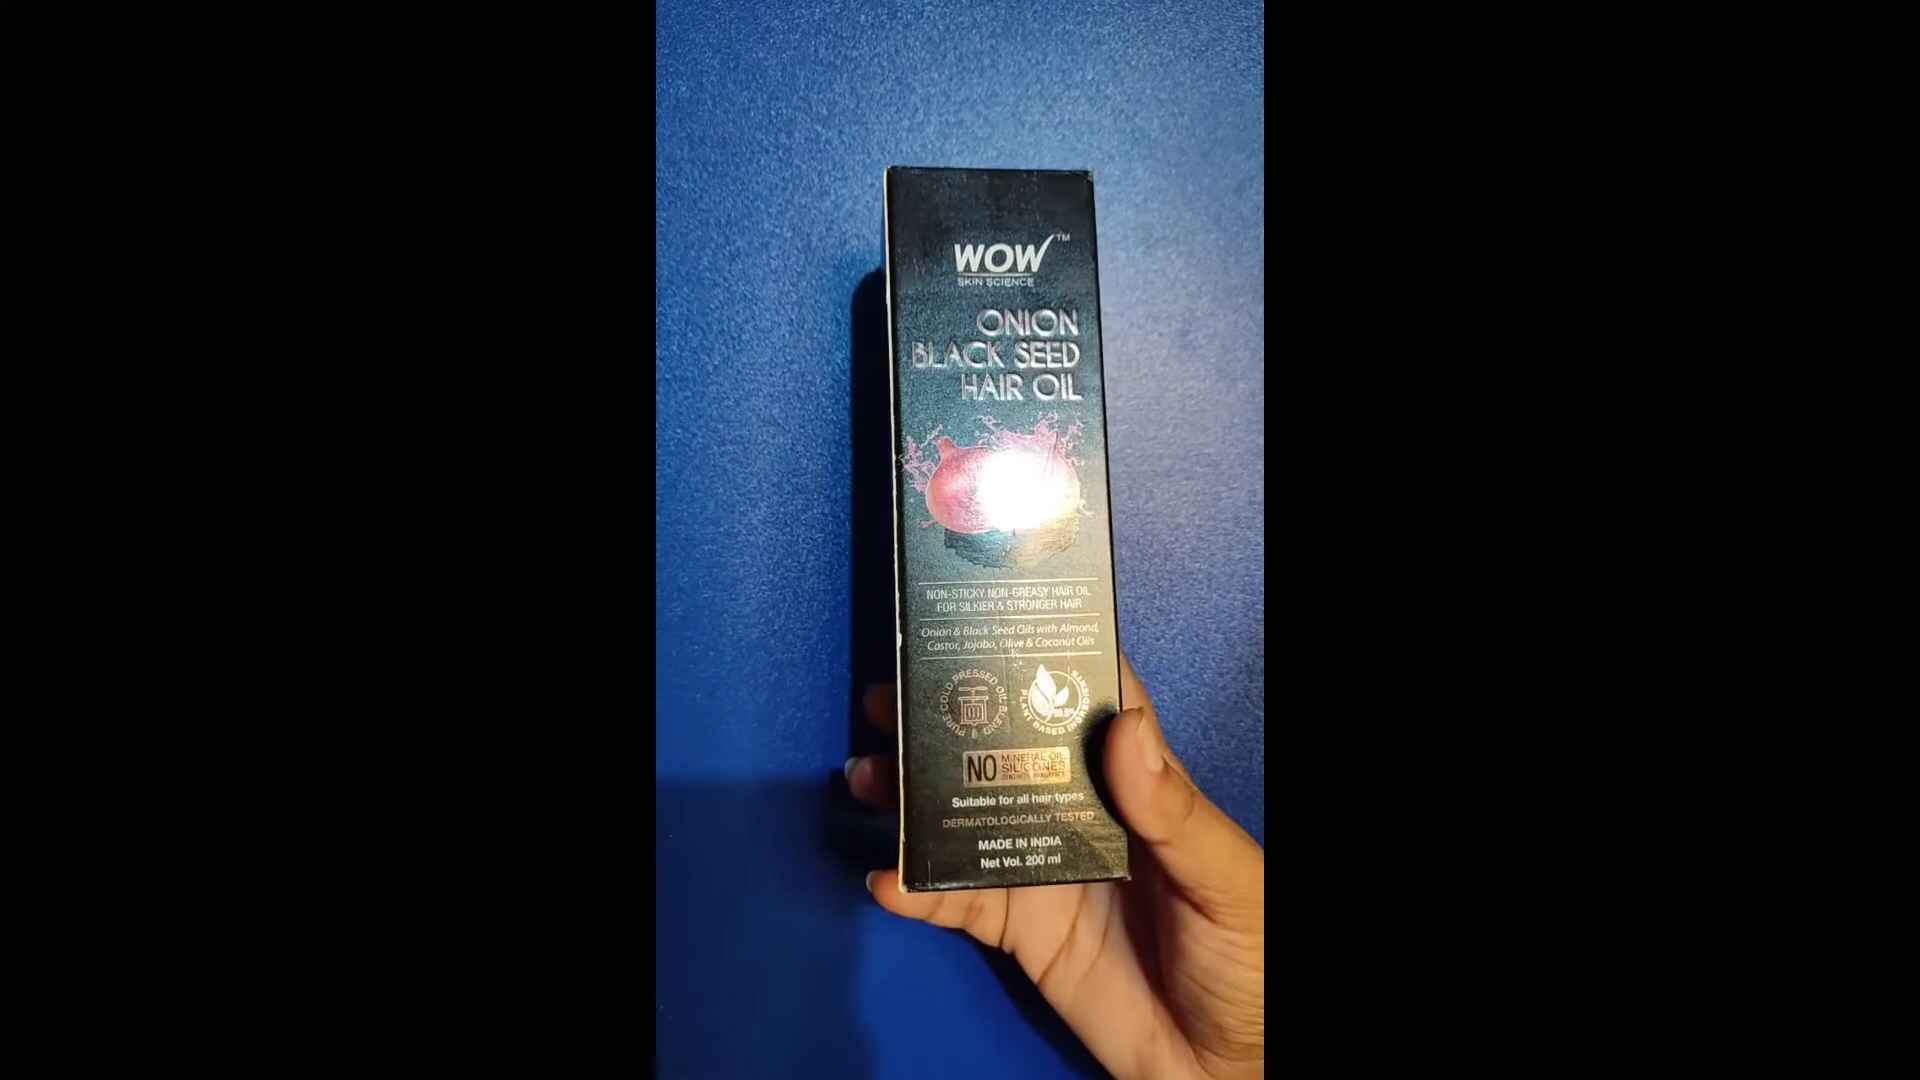 WOW™
SKIN SCIENCE
ONION
BLACK SEED
HAIR OIL
NON-STICKY NON-GREASY HAIR OIL
FOR SILKIER & STRONGER HAIR
Onion & Black Seed Oils with Almond,
Castor, Jojoba, Olive & Coconut Oils
PURE COLD PRESSED OIL BLEND
PLANT BASED INGREDIENTS
NO MINERAL OIL
SILICONES
Suitable for all hair types
DERMATOLOGICALLY TESTED
MADE IN INDIA
Net Vol. 200 ml